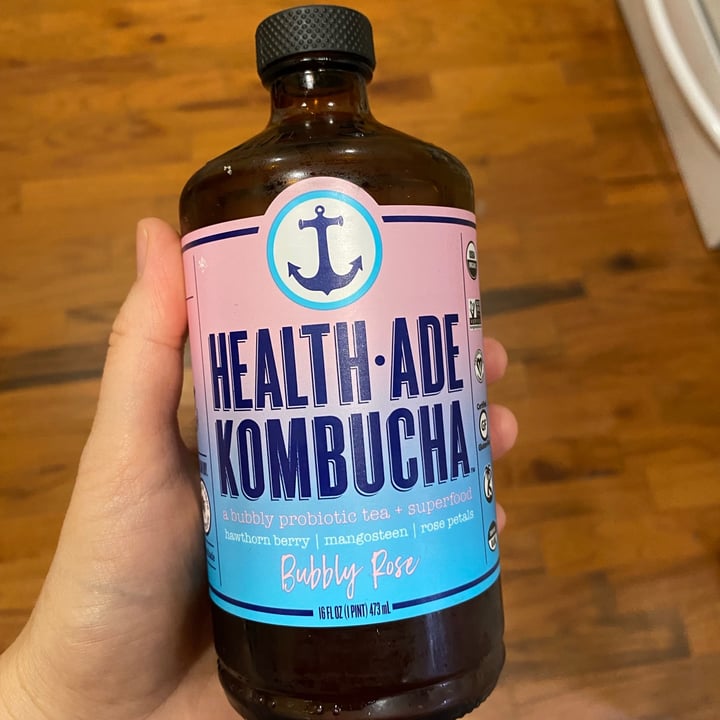 HEALTH·ADE
KOMBUCHA
a bubbly probiotic tea + superfood
hawthorn berry | mangosteen | rose petals
Bubbly Rose
16 FL OZ (1 PINT) 473 mL